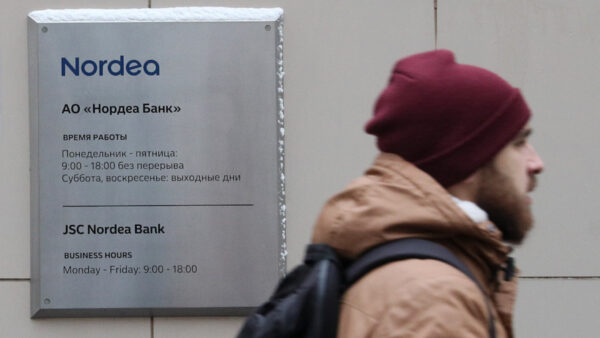 Nordea
АО «Нордеа Банк»
ВРЕМЯ РАБОТЫ
Понедельник - пятница:
9:00 - 18:00 без перерыва
Суббота, воскресенье: выходные дни
JSC Nordea Bank
BUSINESS HOURS
Monday - Friday: 9:00 - 18:00